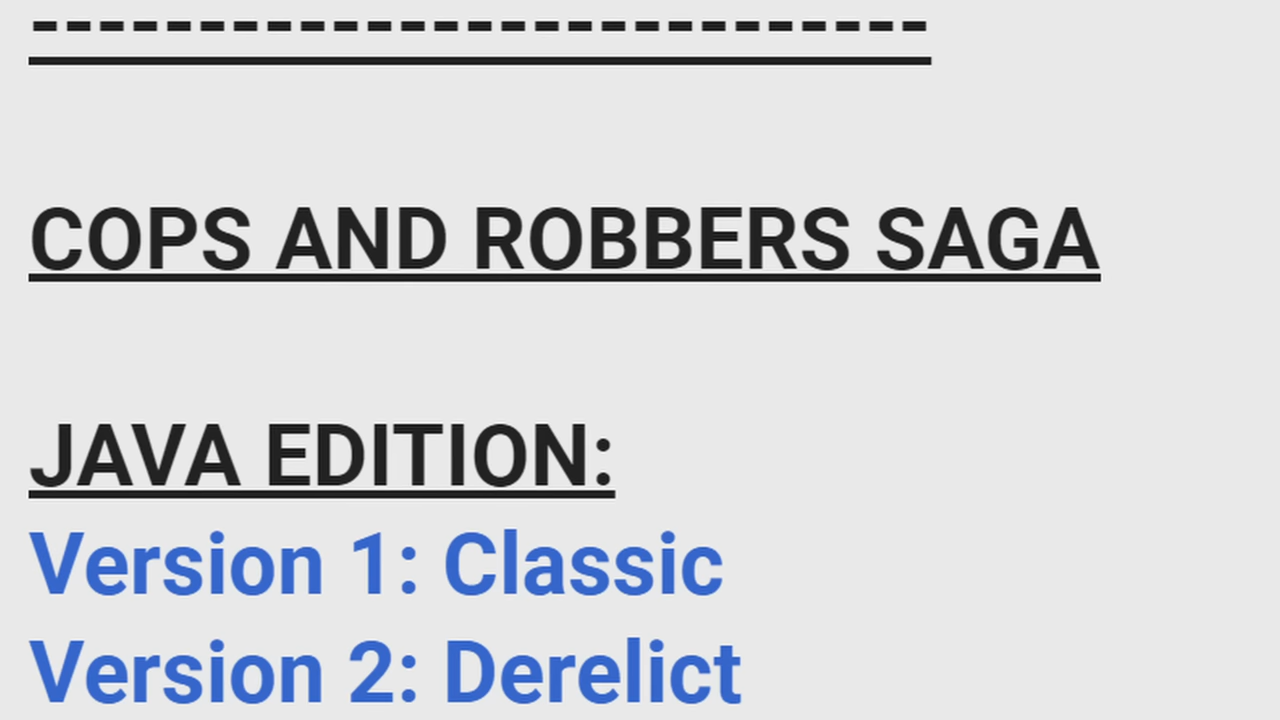 ---------------------------
COPS AND ROBBERS SAGA
JAVA EDITION:
Version 1: Classic
Version 2: Derelict